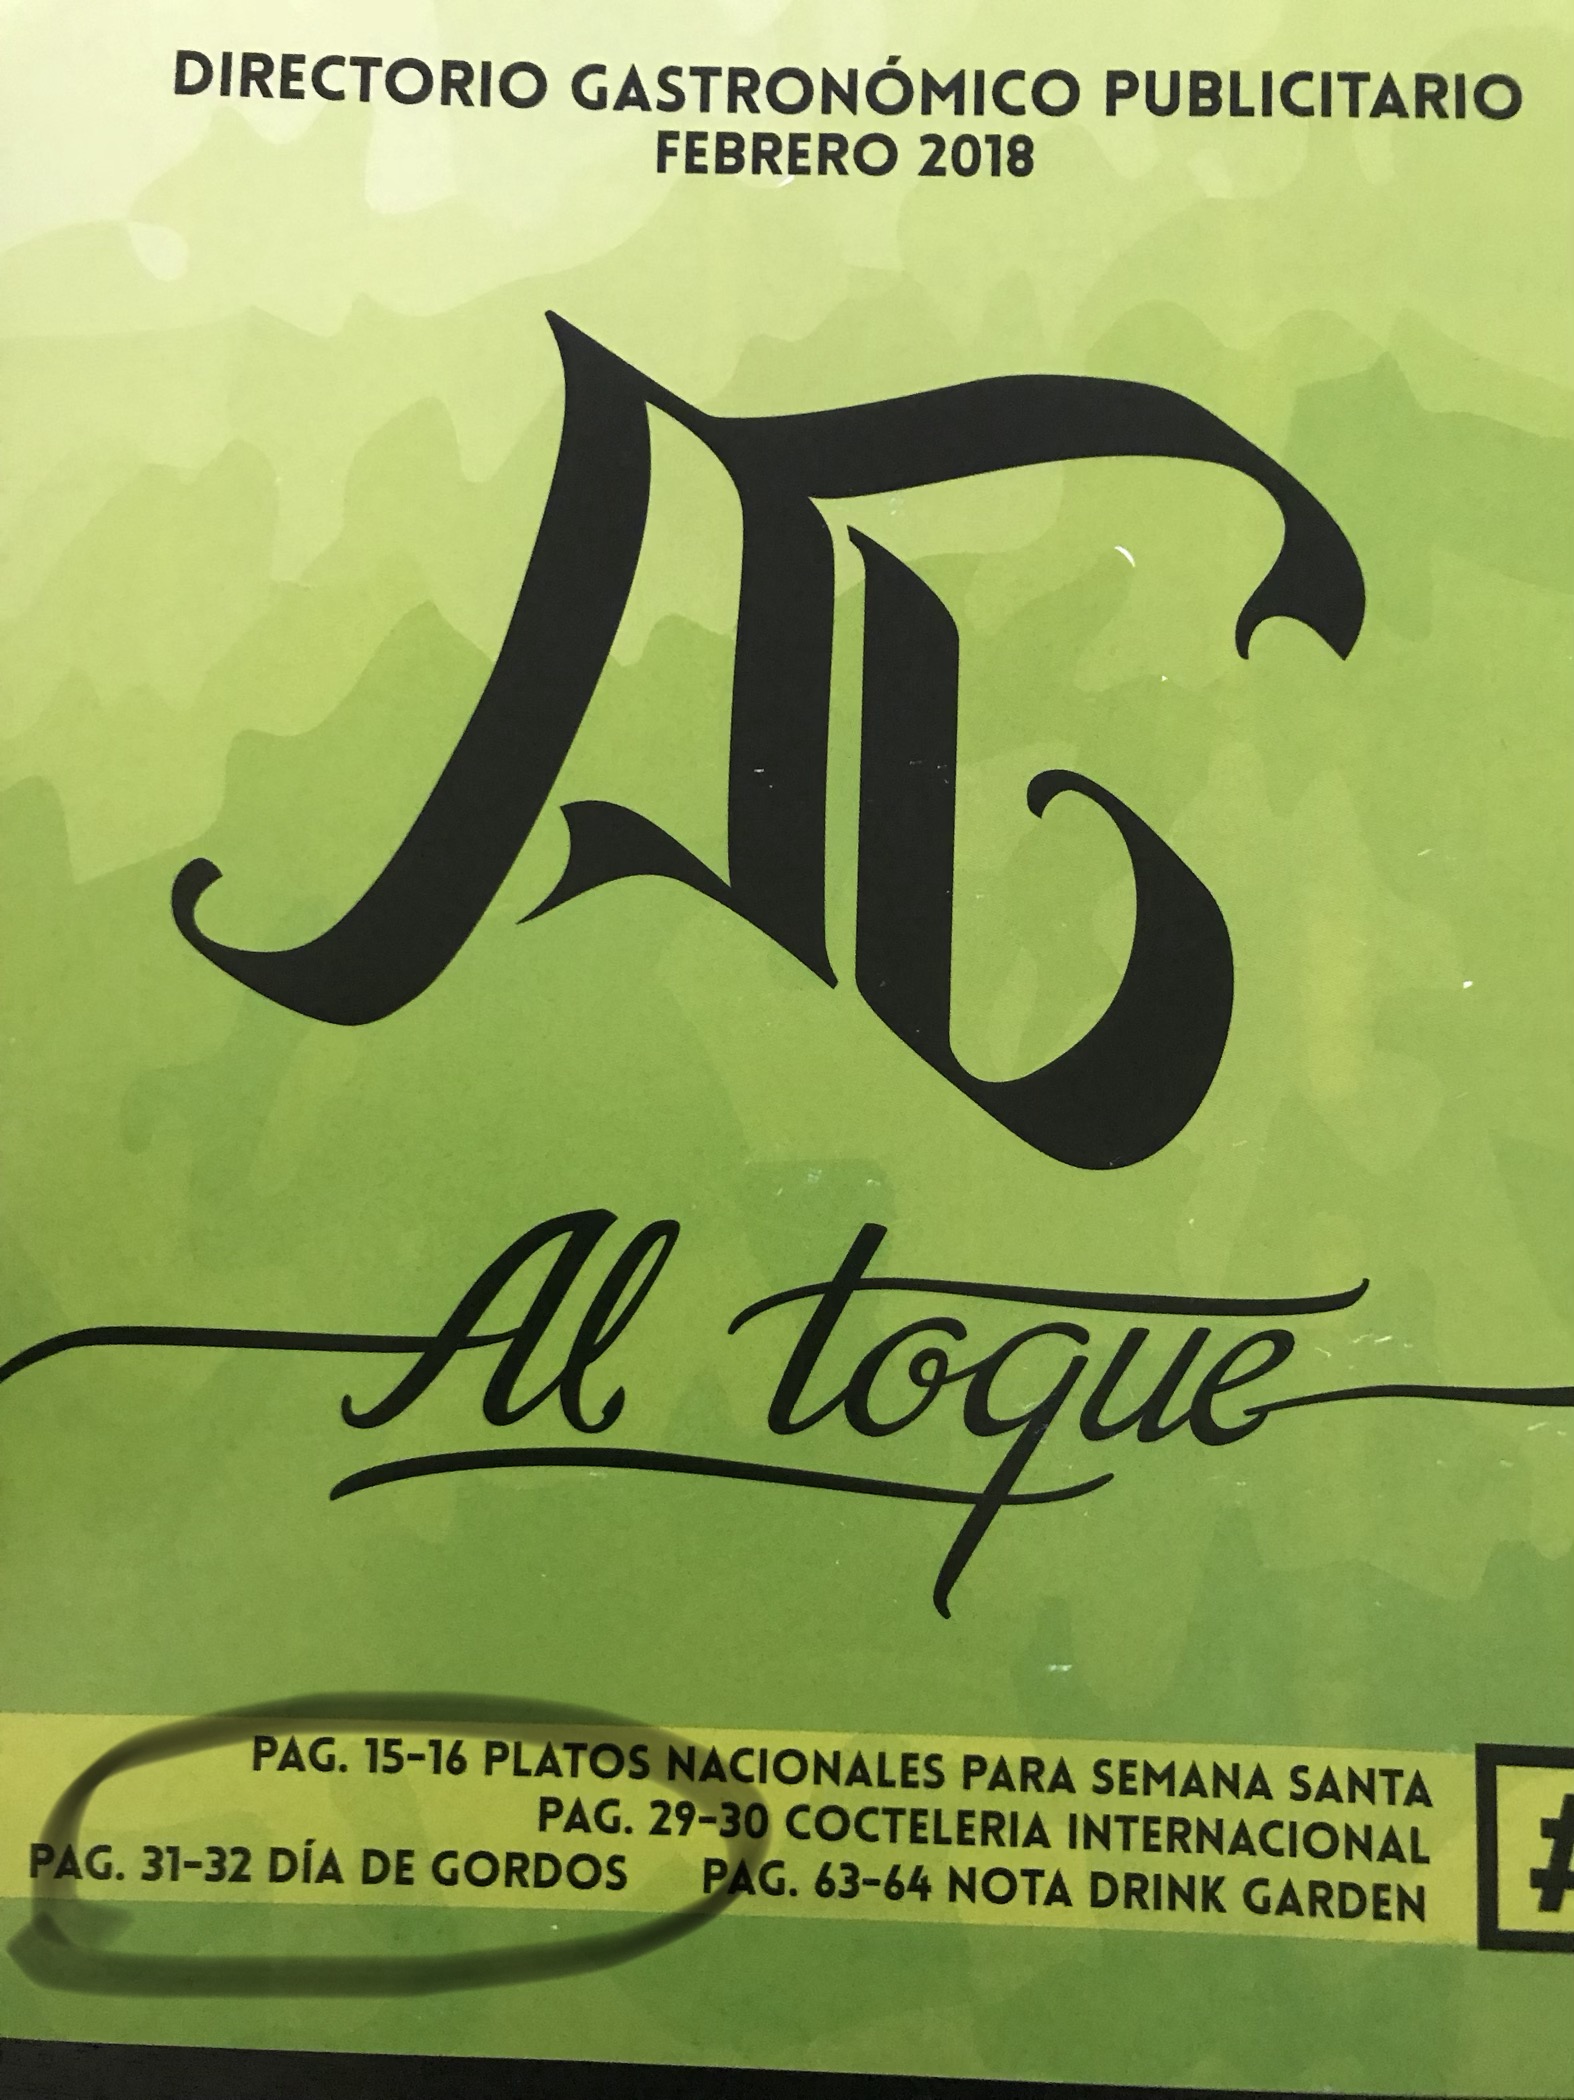 DIRECTORIO GASTRONÓMICO PUBLICITARIO
FEBRERO 2018
Al toque
PAG. 15-16 PLATOS NACIONALES PARA SEMANA SANTA
PAG. 29-30 COCTELERIA INTERNACIONAL
PAG. 31-32 DÍA DE GORDOS PAG. 63-64 NOTA DRINK GARDEN